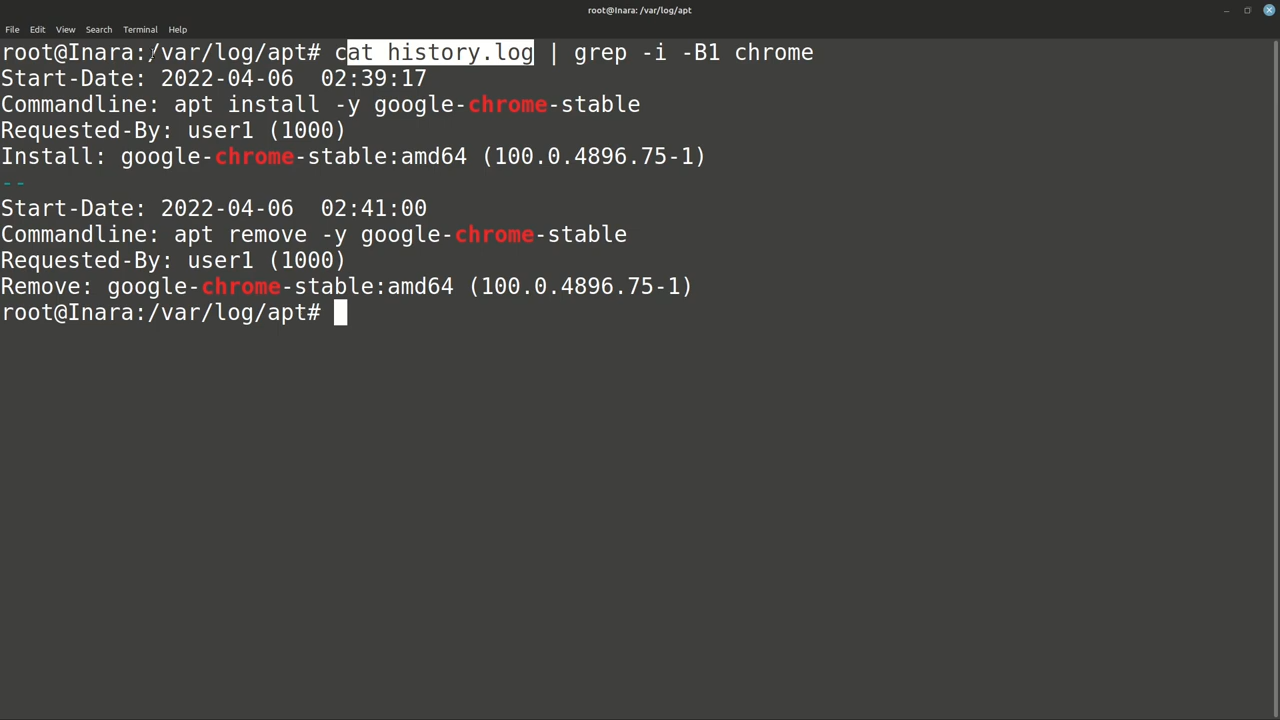 root@Inara: /var/log/apt
File Edit View Search Terminal Help
root@Inara:/var/log/apt# cat history.log | grep -i -B1 chrome
Start-Date: 2022-04-06  02:39:17
Commandline: apt install -y google-chrome-stable
Requested-By: user1 (1000)
Install: google-chrome-stable:amd64 (100.0.4896.75-1)
--
Start-Date: 2022-04-06  02:41:00
Commandline: apt remove -y google-chrome-stable
Requested-By: user1 (1000)
Remove: google-chrome-stable:amd64 (100.0.4896.75-1)
root@Inara:/var/log/apt#